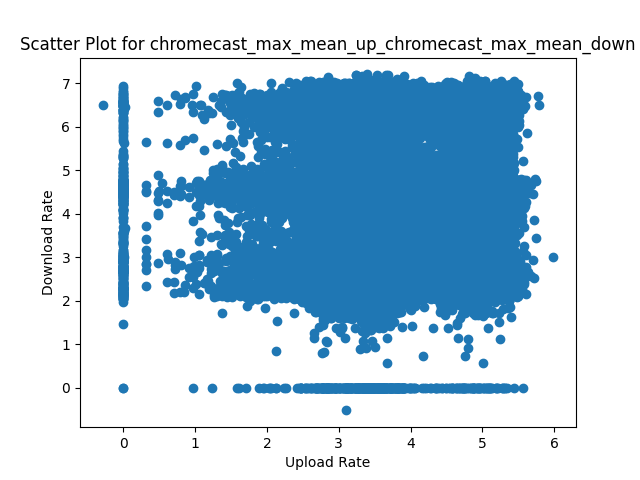 Scatter Plot for chromecast_max_mean_up_chromecast_max_mean_down
7
6
5
4
3
2
1
0
Download Rate
0 1 2 3 4 5 6
Upload Rate